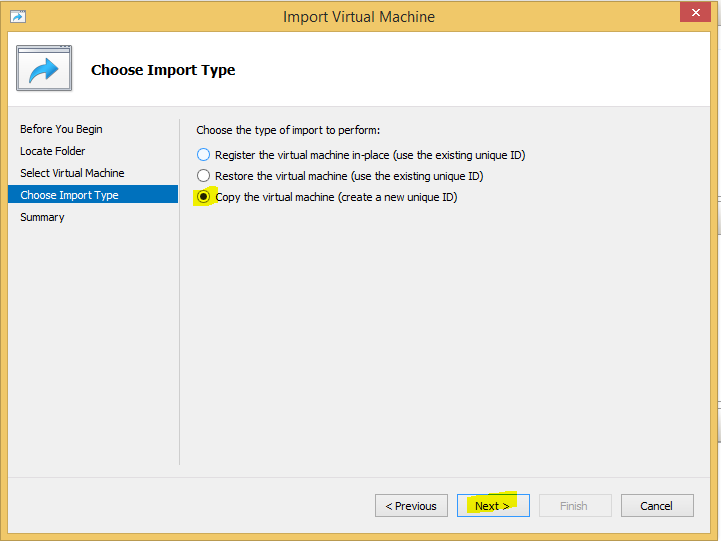 Import Virtual Machine
Choose Import Type
Before You Begin
Locate Folder
Select Virtual Machine
Choose Import Type
Summary
Choose the type of import to perform:
Register the virtual machine in-place (use the existing unique ID)
Restore the virtual machine (use the existing unique ID)
Copy the virtual machine (create a new unique ID)
< Previous
Next >
Finish
Cancel